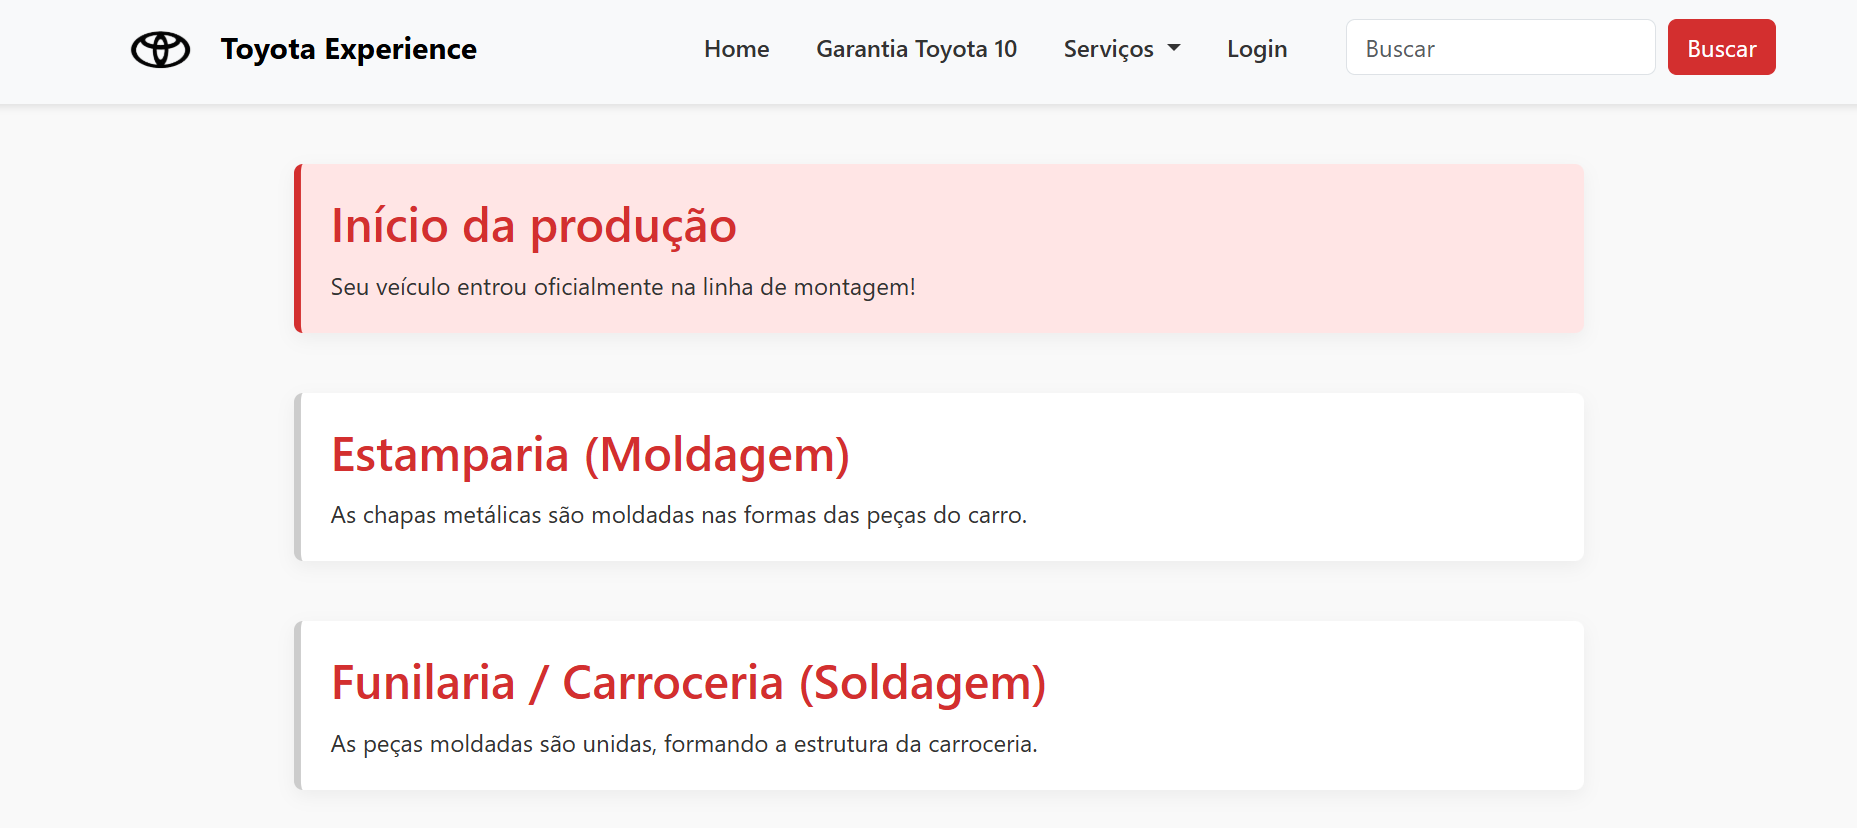 Toyota Experience
Home
Garantia Toyota 10
Serviços
Login
Buscar
Buscar
Início da produção
Seu veículo entrou oficialmente na linha de montagem!
Estamparia (Moldagem)
As chapas metálicas são moldadas nas formas das peças do carro.
Funilaria / Carroceria (Soldagem)
As peças moldadas são unidas, formando a estrutura da carroceria.